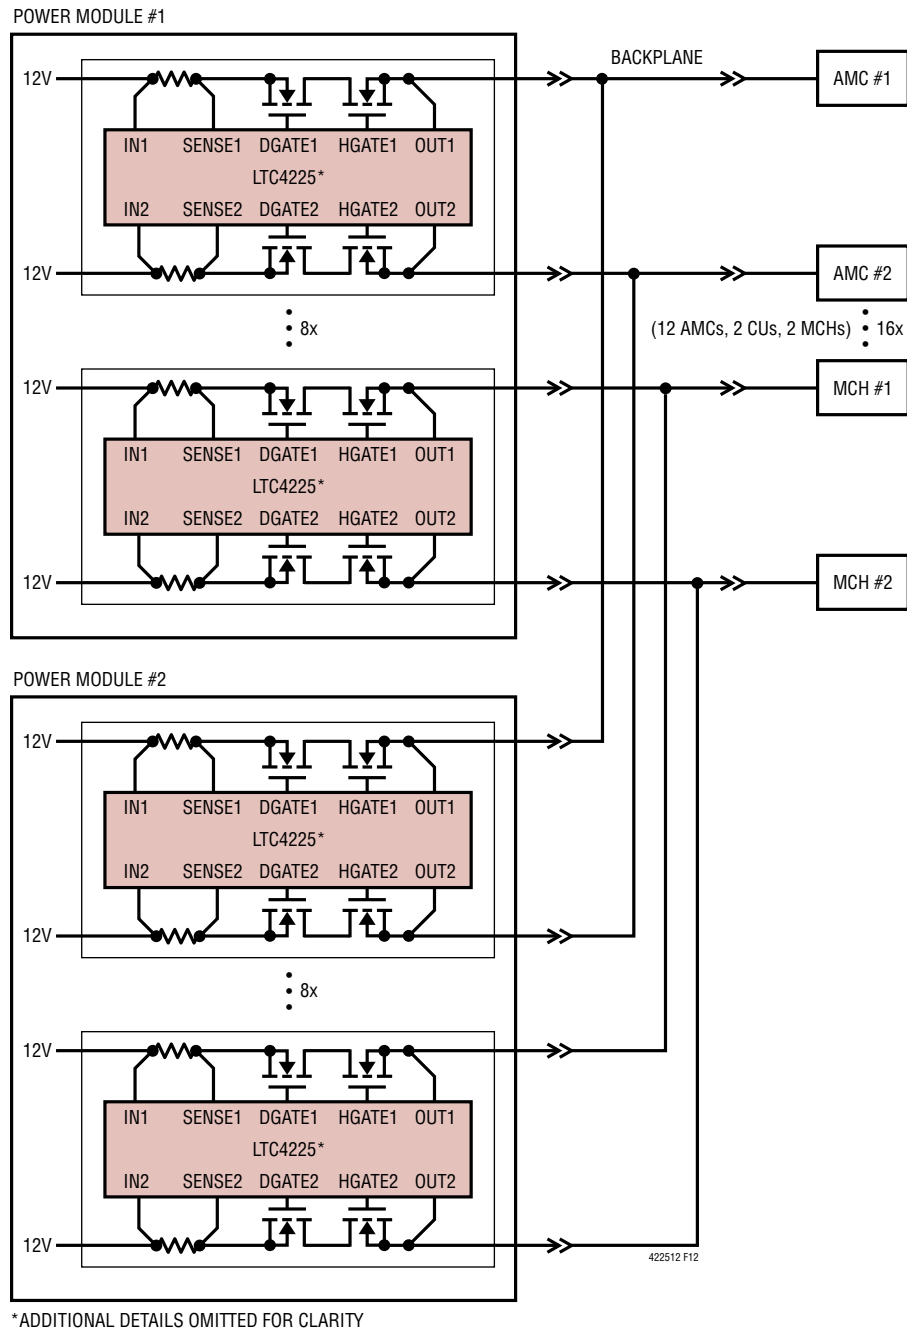 POWER MODULE #1
BACKPLANE
12V
AMC #1
IN1 SENSE1 DGATE1 HGATE1 OUT1
LTC4225*
IN2 SENSE2 DGATE2 HGATE2 OUT2
12V
AMC #2
8x
(12 AMCs, 2 CUs, 2 MCHs) 16x
12V
MCH #1
IN1 SENSE1 DGATE1 HGATE1 OUT1
LTC4225*
IN2 SENSE2 DGATE2 HGATE2 OUT2
12V
MCH #2
POWER MODULE #2
12V
IN1 SENSE1 DGATE1 HGATE1 OUT1
LTC4225*
IN2 SENSE2 DGATE2 HGATE2 OUT2
12V
8x
12V
IN1 SENSE1 DGATE1 HGATE1 OUT1
LTC4225*
IN2 SENSE2 DGATE2 HGATE2 OUT2
12V
422512 F12
*ADDITIONAL DETAILS OMITTED FOR CLARITY